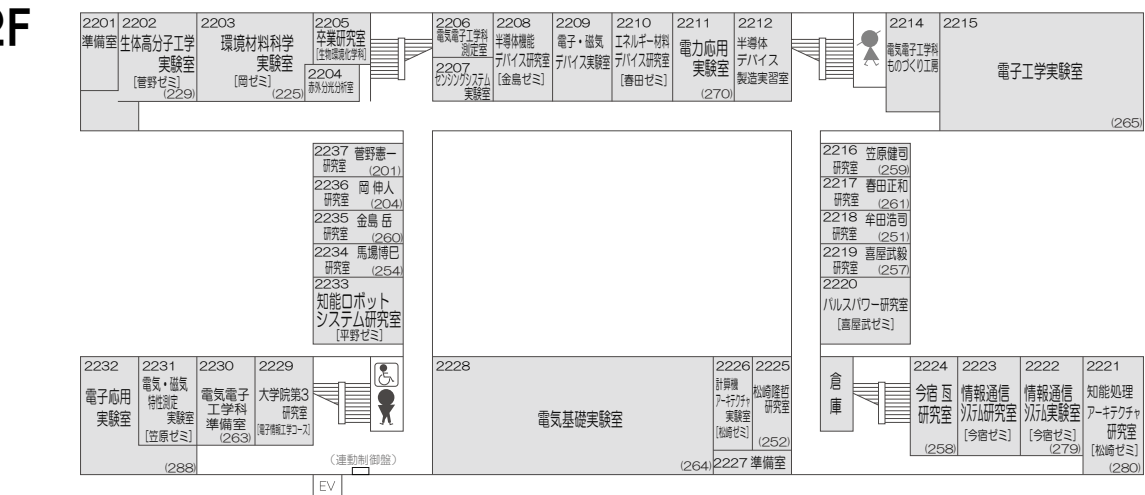 2F
2201
準備室
2202
生体高分子工学
実験室
[菅野ゼミ]
(229)
2203
環境材料科学
実験室
[岡ゼミ]
(225)
2205
卒業研究室
[生物環境化学科]
2204
赤外分光分析室
2206
電気電子工学科
測定室
2207
センシングシステム
実験室
2208
半導体機能
デバイス研究室
[金島ゼミ]
2209
電子・磁気
デバイス実験室
2210
エネルギー材料
デバイス研究室
[春田ゼミ]
2211
電力応用
実験室
(270)
2212
半導体
デバイス
製造実習室
2214
電気電子工学科
ものづくり工房
2215
電子工学実験室
(265)
2237 菅野憲一
研究室 (201)
2236 岡 伸人
研究室 (204)
2235 金島 岳
研究室 (260)
2234 馬場博巳
研究室 (254)
2233
知能ロボット
システム研究室
[平野ゼミ]
2216 笠原健司
研究室 (259)
2217 春田正和
研究室 (261)
2218 牟田浩司
研究室 (251)
2219 喜屋武毅
研究室 (257)
2220
パルスパワー研究室
[喜屋武ゼミ]
2232
電子応用
実験室
2231
電気・磁気
特性測定
実験室
[笠原ゼミ]
(288)
2230
電気電子
工学科
準備室
(263)
2229
大学院第3
研究室
[電子情報工学コース]
(連動制御盤)
EV
2228
電気基礎実験室
(264)
2226
計算機
アーキテクチャ
実験室
[松崎ゼミ]
2225
松崎隆哲
研究室
(252)
2227 準備室
倉庫
2224
今宿 亙
研究室
(258)
2223
情報通信
システム研究室
[今宿ゼミ]
2222
情報通信
システム実験室
[今宿ゼミ]
(279)
2221
知能処理
アーキテクチャ
研究室
[松崎ゼミ]
(280)